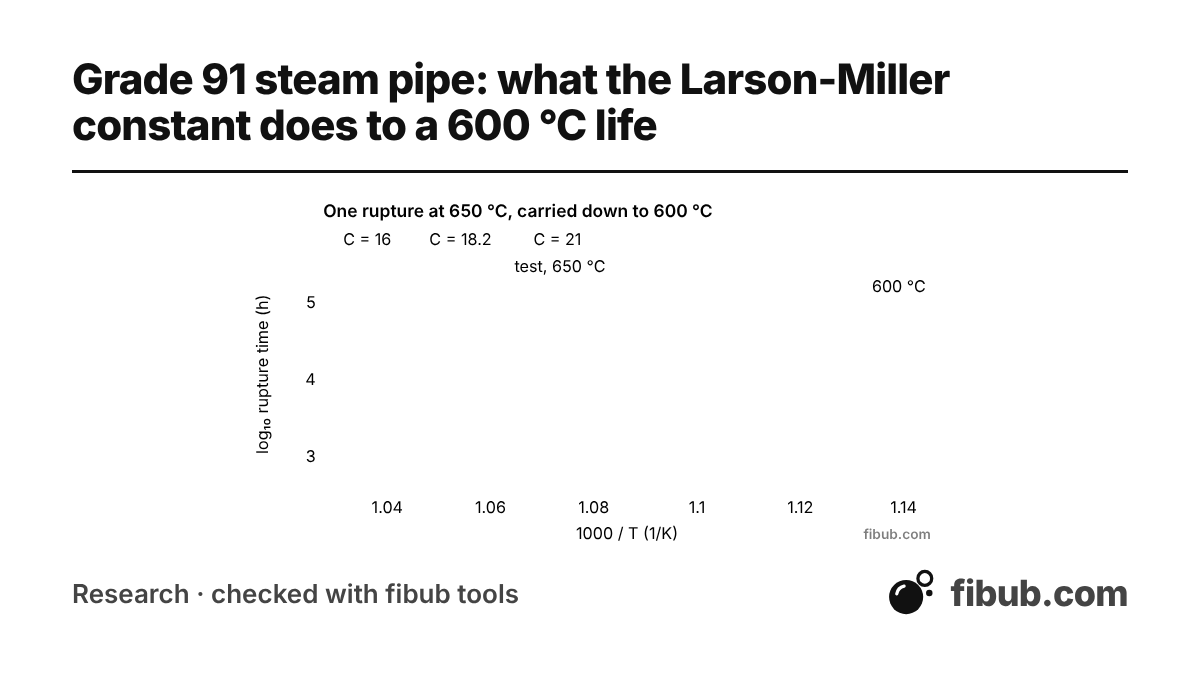 Grade 91 steam pipe: what the Larson-Miller
constant does to a 600 °C life
One rupture at 650 °C, carried down to 600 °C
C = 16
C = 18.2
C = 21
test, 650 °C
600 °C
log₁₀ rupture time (h)
5
4
3
1.04
1.06
1.08
1.1
1.12
1.14
1000 / T (1/K)
fibub.com
Research · checked with fibub tools
fibub.com